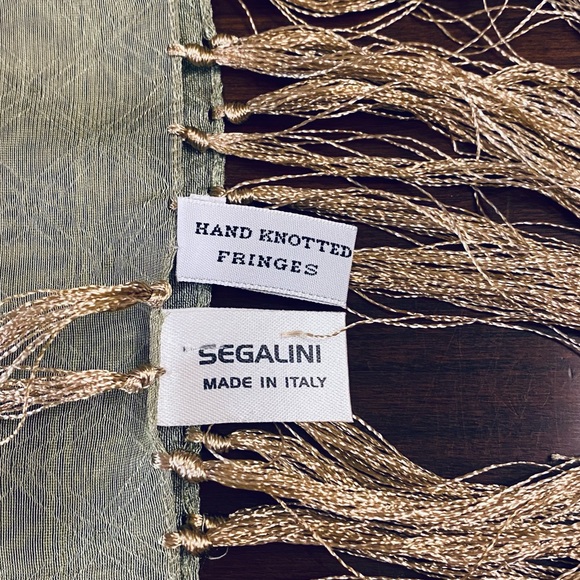 HAND KNOTTED
FRINGES
SEGALINI
MADE IN ITALY